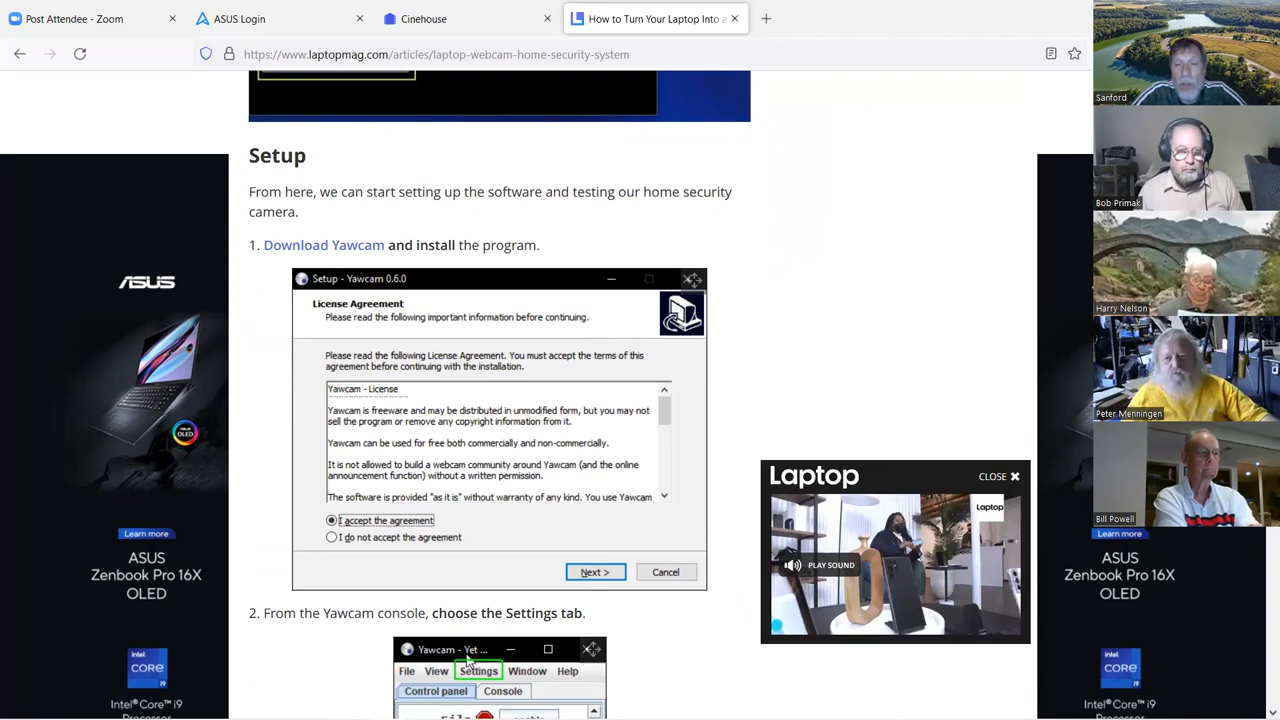 Post Attendee - Zoom
ASUS Login
Cinehouse
How to Turn Your Laptop Into a
https://www.laptopmag.com/articles/laptop-webcam-home-security-system
Setup
From here, we can start setting up the software and testing our home security
camera.
1. Download Yawcam and install the program.
Setup - Yawcam 0.6.0
License Agreement
Please read the following important information before continuing.
Please read the following License Agreement. You must accept the terms of this
agreement before continuing with the installation.
Yawcam - License
Yawcam is freeware and may be distributed in unmodified form, but you may not
sell the program or remove any copyright information from it.
Yawcam can be used for free both commercially and non-commercially.
It is not allowed to build a webcam community around Yawcam (and the online
announcement function) without a written permission.
The software is provided "as it is" without warranty of any kind. You use Yawcam
I accept the agreement
I do not accept the agreement
Next >
Cancel
2. From the Yawcam console, choose the Settings tab.
Yawcam - Yet ...
File
View
Settings
Window
Help
Control panel
Console
ASUS
OLED
Learn more
ASUS
Zenbook Pro 16X
OLED
intel.
CORE
i9
Intel® Core™ i9
Laptop
CLOSE X
Laptop
PLAY SOUND
Learn more
ASUS
Zenbook Pro 16X
OLED
intel.
CORE
i9
Intel® Core™ i9
Sanford
Bob Primak
Harry Nelson
Peter Menningen
Bill Powell